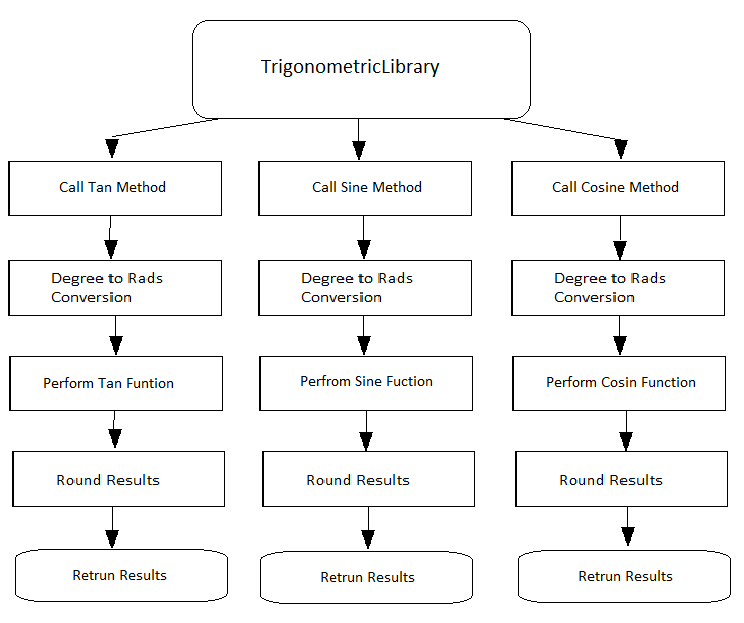 TrigonometricLibrary
Call Tan Method
Call Sine Method
Call Cosine Method
Degree to Rads
Conversion
Degree to Rads
Conversion
Degree to Rads
Conversion
Perform Tan Funtion
Perfrom Sine Fuction
Perform Cosin Function
Round Results
Round Results
Round Results
Retrun Results
Retrun Results
Retrun Results